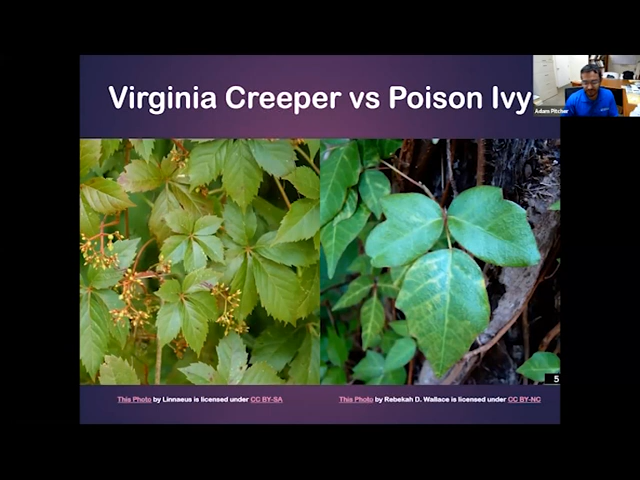 Virginia Creeper vs Poison Ivy
Adam Pitcher
5
This Photo by Linnaeus is licensed under CC BY-SA
This Photo by Rebekah D. Wallace is licensed under CC BY-NC